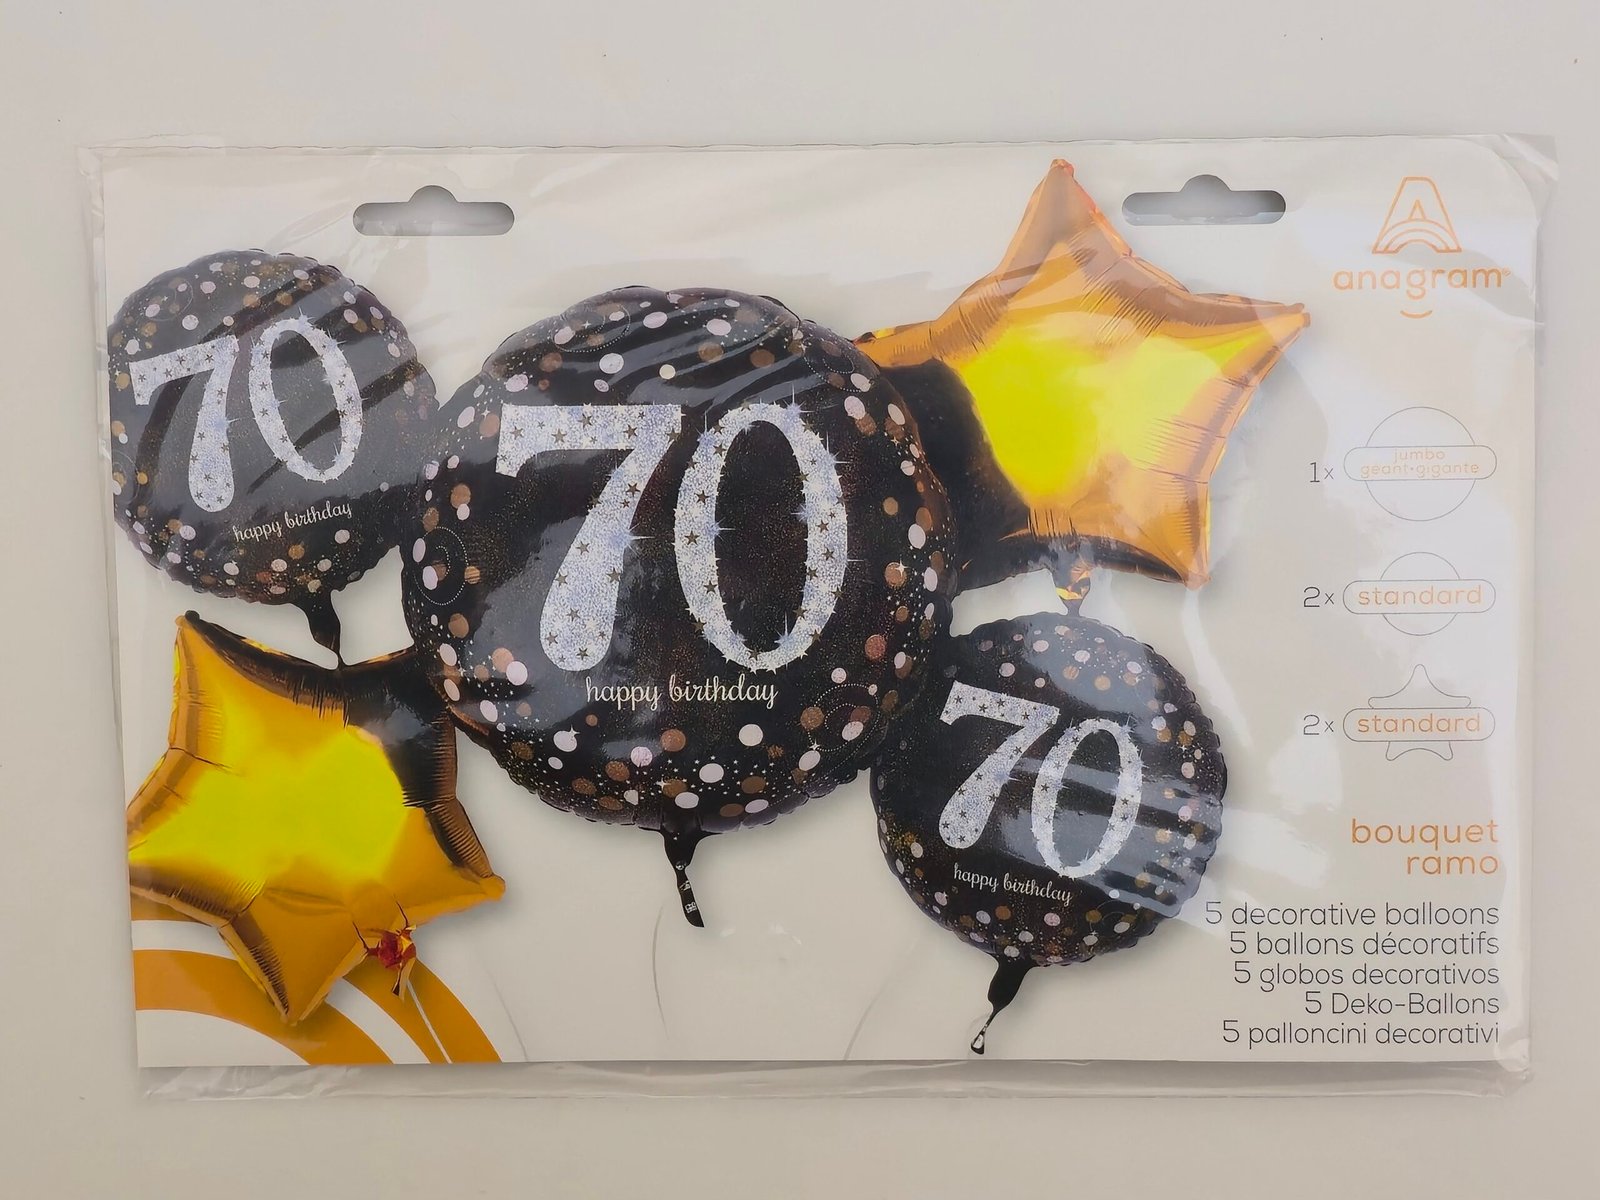 70
happy birthday
70
happy birthday
70
happy birthday
anagram®
1x
jumbo
géant•gigante
2x standard
2x standard
bouquet
ramo
5 decorative balloons
5 ballons décoratifs
5 globos decorativos
5 Deko-Ballons
5 palloncini decorativi